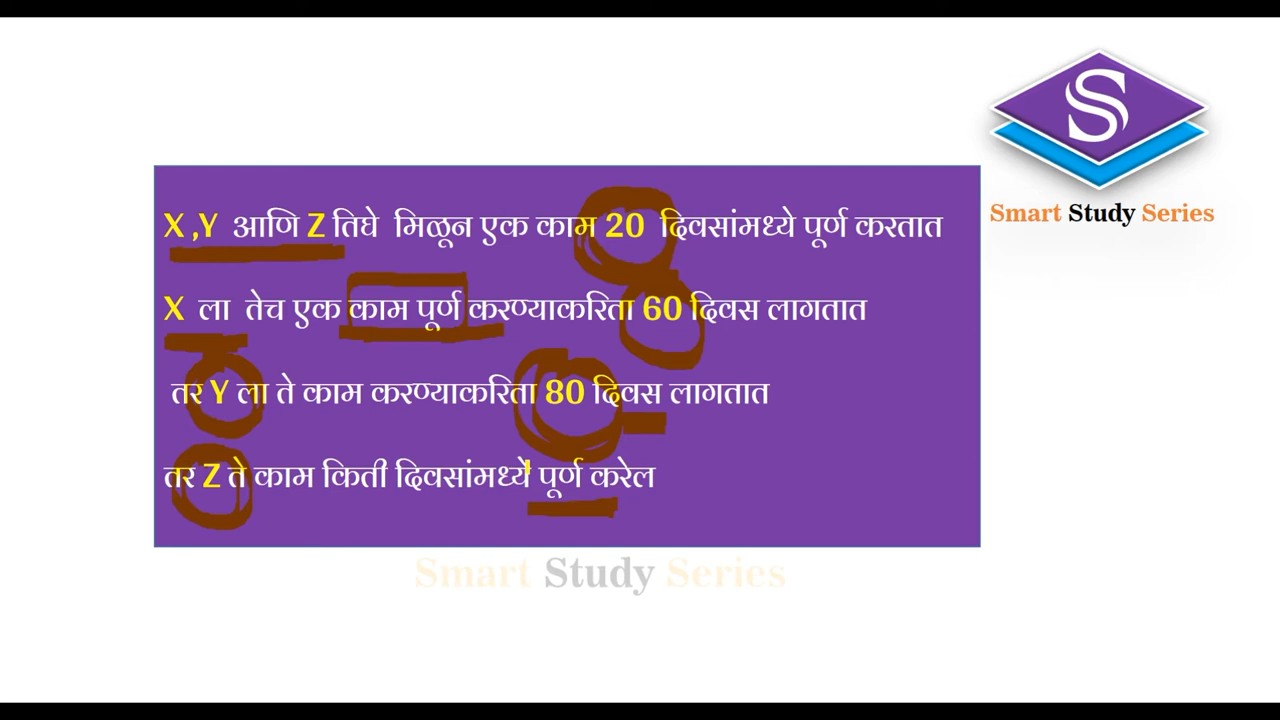 Smart Study Series
X ,Y आणि Z तिघे मिळून एक काम 20 दिवसांमध्ये पूर्ण करतात
X ला तेच एक काम पूर्ण करण्याकरिता 60 दिवस लागतात
तर Y ला ते काम करण्याकरिता 80 दिवस लागतात
तर Z ते काम किती दिवसांमध्ये पूर्ण करेल
Smart Study Series